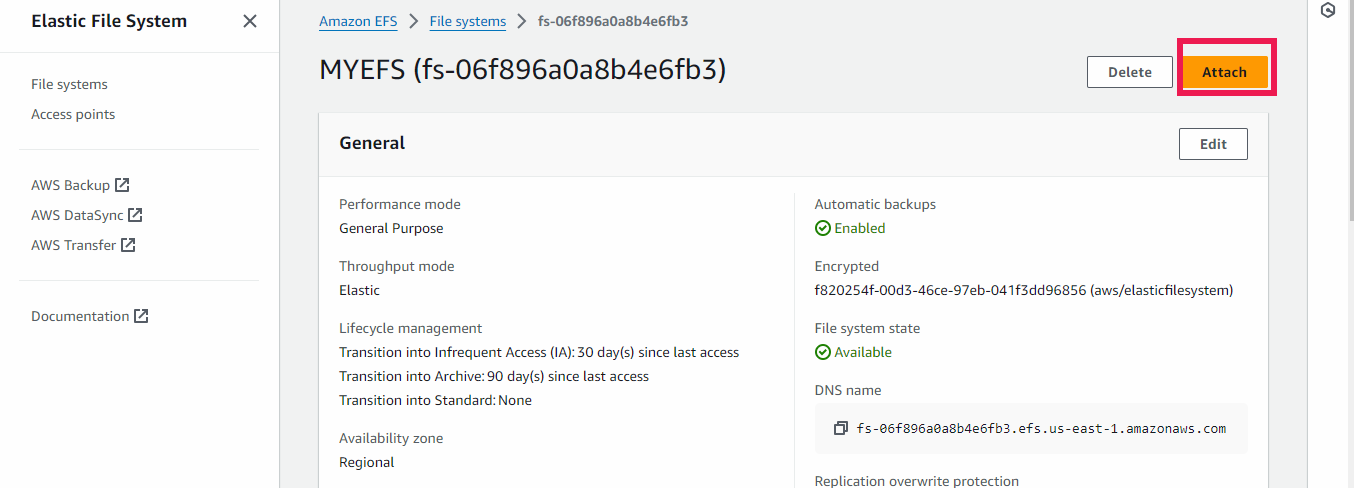 Elastic File System
File systems
Access points
AWS Backup
AWS DataSync
AWS Transfer
Documentation
Amazon EFS
File systems
fs-06f896a0a8b4e6fb3
MYEFS (fs-06f896a0a8b4e6fb3)
Delete
Attach
General
Edit
Performance mode
General Purpose
Throughput mode
Elastic
Lifecycle management
Transition into Infrequent Access (IA): 30 day(s) since last access
Transition into Archive: 90 day(s) since last access
Transition into Standard: None
Availability zone
Regional
Automatic backups
Enabled
Encrypted
f820254f-00d3-46ce-97eb-041f3dd96856 (aws/elasticfilesystem)
File system state
Available
DNS name
fs-06f896a0a8b4e6fb3.efs.us-east-1.amazonaws.com
Replication overwrite protection